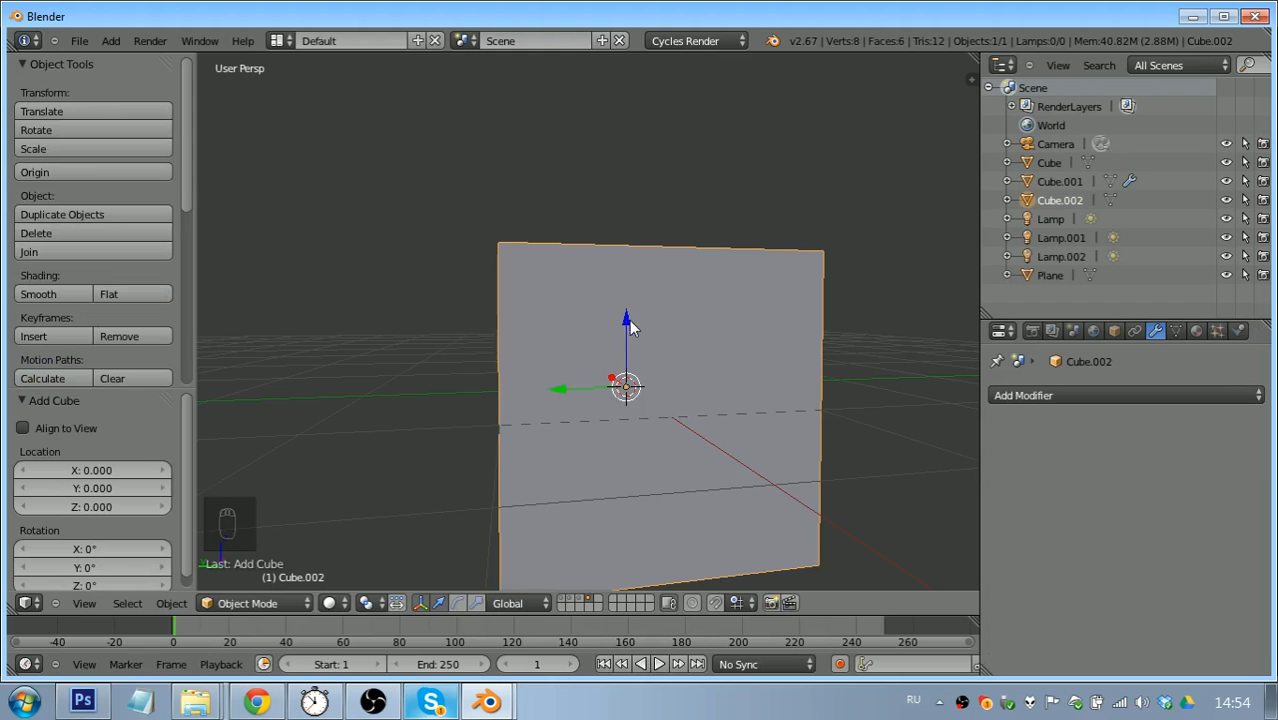 Blender
File Add Render Window Help Default Scene Cycles Render v2.67 | Verts:8 | Faces:6 | Tris:12 | Objects:1/1 | Lamps:0/0 | Mem:40.82M (2.88M) | Cube.002
Object Tools
Transform:
Translate
Rotate
Scale
Origin
Object:
Duplicate Objects
Delete
Join
Shading:
Smooth Flat
Keyframes:
Insert Remove
Motion Paths:
Calculate Clear
Add Cube
Align to View
Location
X: 0.000
Y: 0.000
Z: 0.000
Rotation
X: 0°
Y: 0°
Z: 0°
User Persp
Last: Add Cube
(1) Cube.002
View Select Object Object Mode Global
-40 -20 0 20 40 60 80 100 120 140 160 180 200 220 240 260
View Marker Frame Playback Start: 1 End: 250 1 No Sync
View Search All Scenes
Scene
RenderLayers
World
Camera
Cube
Cube.001
Cube.002
Lamp
Lamp.001
Lamp.002
Plane
Cube.002
Add Modifier
Ps RU 14:54